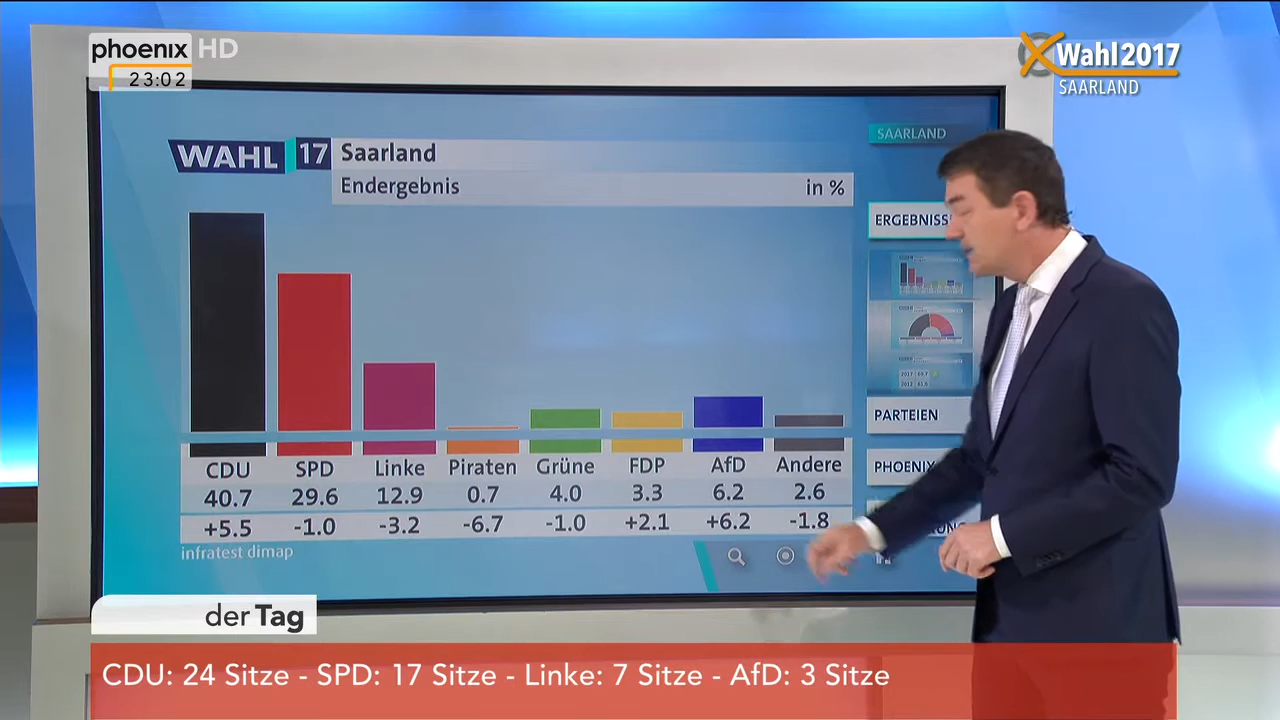 phoenix HD
23:02
Wahl2017
SAARLAND
SAARLAND
WAHL 17 Saarland
Endergebnis in %
PARTEIEN
CDU SPD Linke Piraten Grüne FDP AfD Andere
40.7 29.6 12.9 0.7 4.0 3.3 6.2 2.6
+5.5 -1.0 -3.2 -6.7 -1.0 +2.1 +6.2 -1.8
PHOENIX
infratest dimap
der Tag
CDU: 24 Sitze - SPD: 17 Sitze - Linke: 7 Sitze - AfD: 3 Sitze